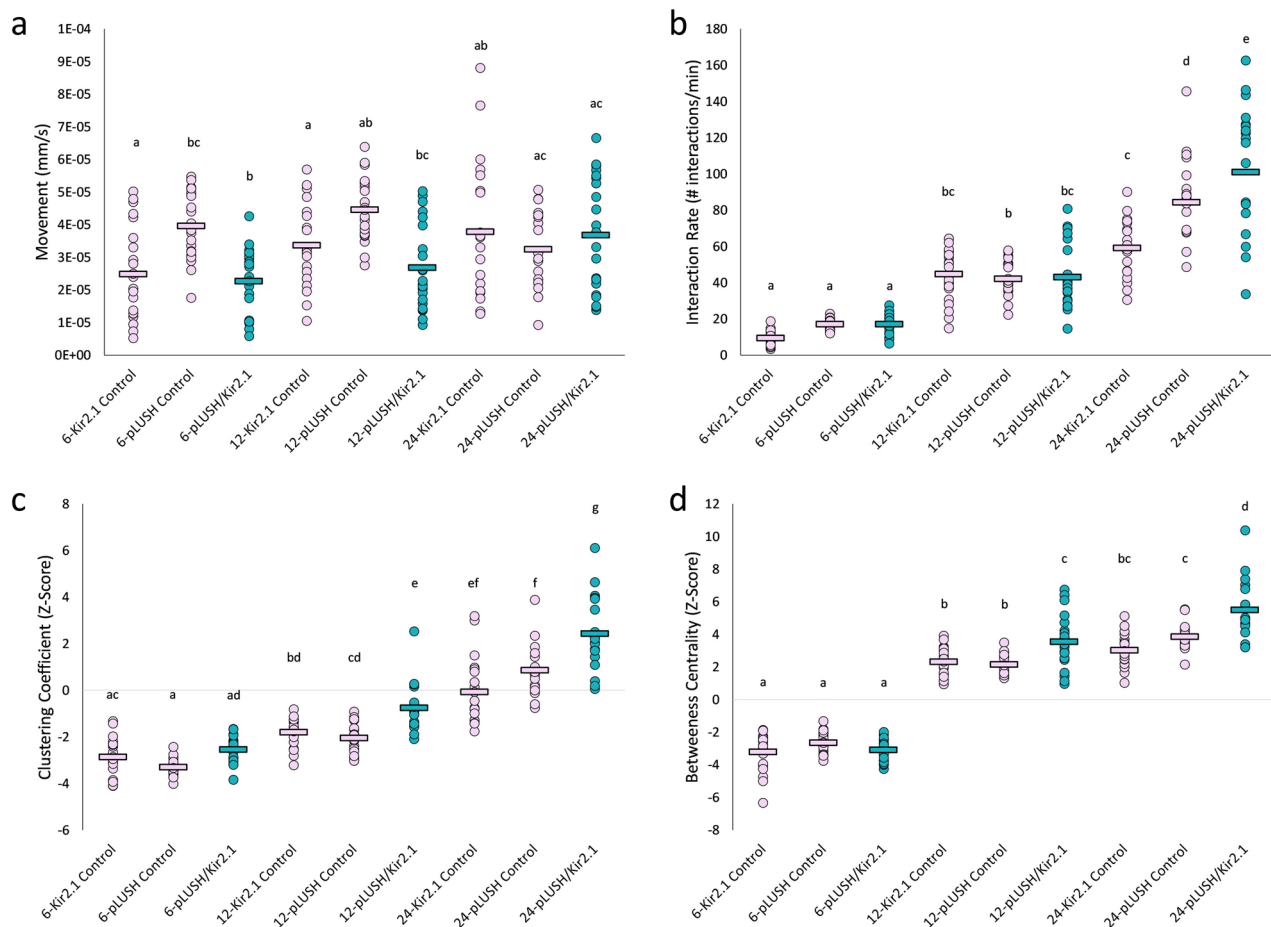 a
Movement (mm/s)
1E-04
9E-05
8E-05
7E-05
6E-05
5E-05
4E-05
3E-05
2E-05
1E-05
0E+00
a
bc
b
a
ab
bc
ab
ac
ac
6-Kir2.1 Control
6-pLUSH Control
6-pLUSH/Kir2.1
12-Kir2.1 Control
12-pLUSH Control
12-pLUSH/Kir2.1
24-Kir2.1 Control
24-pLUSH Control
24-pLUSH/Kir2.1
b
Interaction Rate (# interactions/min)
180
160
140
120
100
80
60
40
20
0
a
a
a
bc
b
bc
c
d
e
6-Kir2.1 Control
6-pLUSH Control
6-pLUSH/Kir2.1
12-Kir2.1 Control
12-pLUSH Control
12-pLUSH/Kir2.1
24-Kir2.1 Control
24-pLUSH Control
24-pLUSH/Kir2.1
c
Clustering Coefficient (Z-Score)
8
6
4
2
0
-2
-4
-6
ac
a
ad
bd
cd
e
ef
f
g
6-Kir2.1 Control
6-pLUSH Control
6-pLUSH/Kir2.1
12-Kir2.1 Control
12-pLUSH Control
12-pLUSH/Kir2.1
24-Kir2.1 Control
24-pLUSH Control
24-pLUSH/Kir2.1
d
Betweeness Centrality (Z-Score)
12
10
8
6
4
2
0
-2
-4
-6
-8
a
a
a
b
b
c
bc
c
d
6-Kir2.1 Control
6-pLUSH Control
6-pLUSH/Kir2.1
12-Kir2.1 Control
12-pLUSH Control
12-pLUSH/Kir2.1
24-Kir2.1 Control
24-pLUSH Control
24-pLUSH/Kir2.1